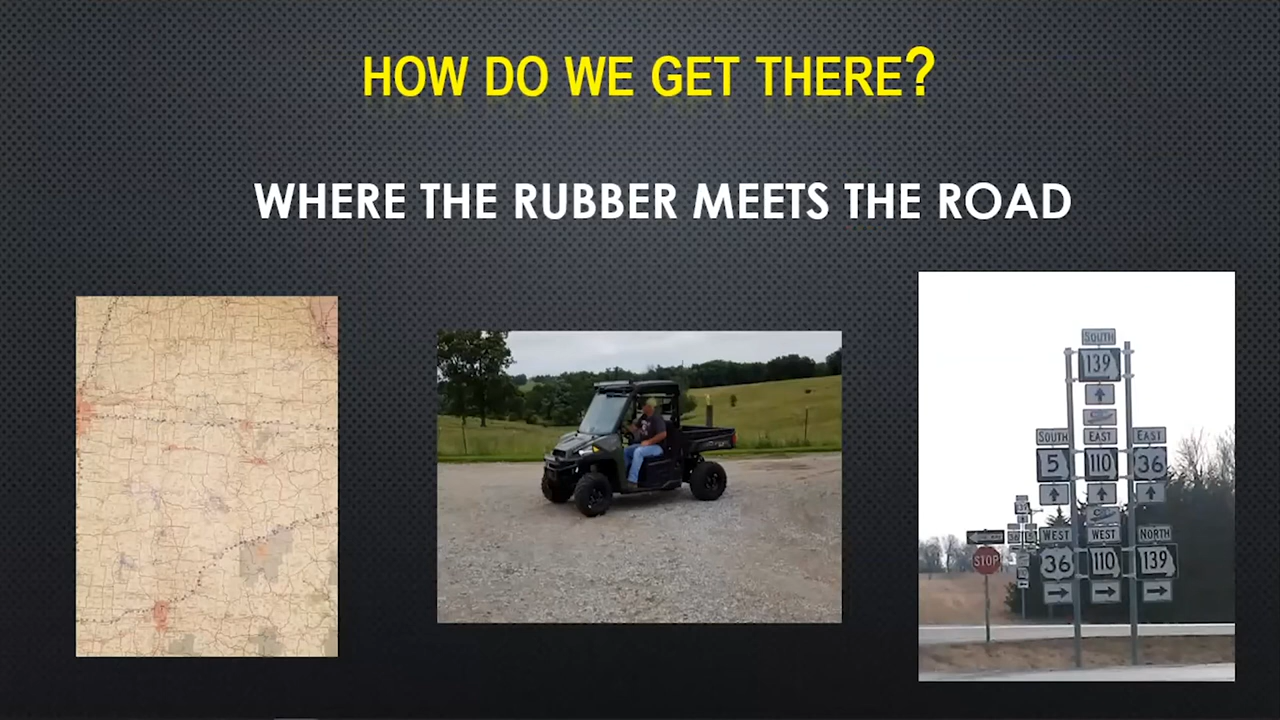 HOW DO WE GET THERE?
WHERE THE RUBBER MEETS THE ROAD
SOUTH
139
SOUTH EAST EAST
5 110 36
WEST WEST NORTH
36 110 139
STOP